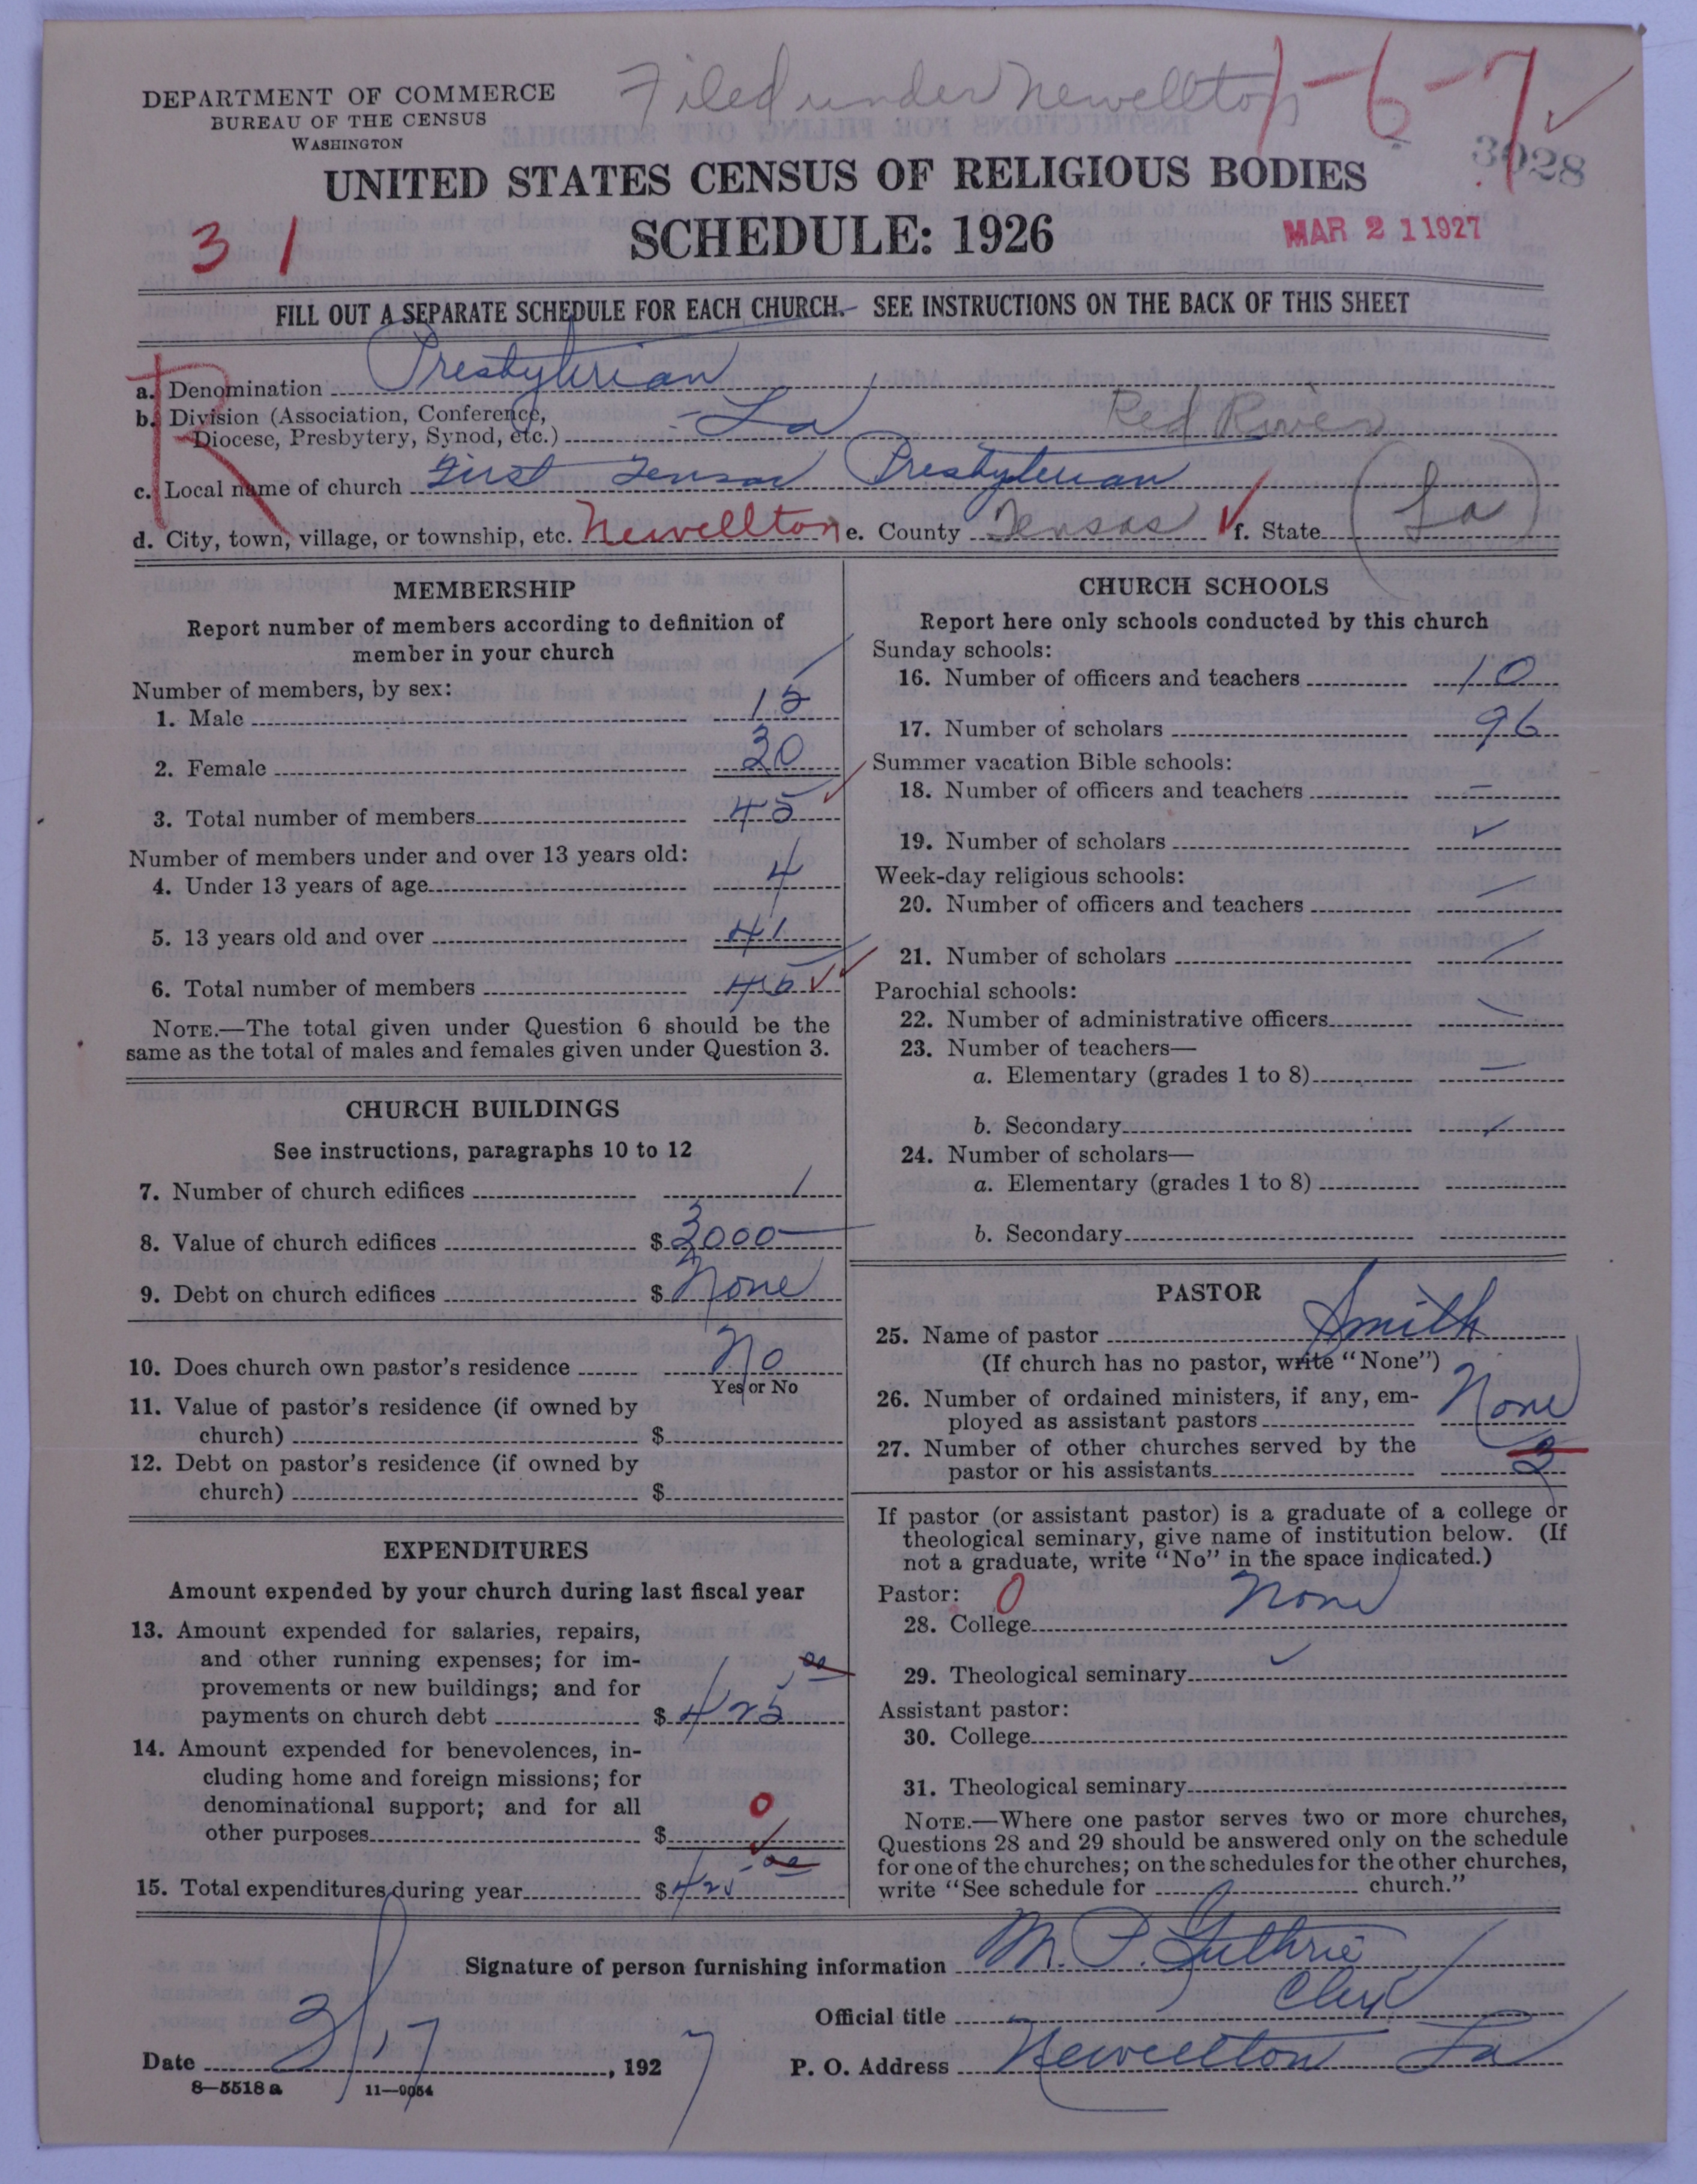 Filed under Newellton
1-6-7 ✓
DEPARTMENT OF COMMERCE
BUREAU OF THE CENSUS
WASHINGTON
3028
UNITED STATES CENSUS OF RELIGIOUS BODIES
SCHEDULE: 1926
31
MAR 21 1927
FILL OUT A SEPARATE SCHEDULE FOR EACH CHURCH. SEE INSTRUCTIONS ON THE BACK OF THIS SHEET
R
a. Denomination Presbyterian
b. Division (Association, Conference,
Diocese, Presbytery, Synod, etc.) La Red River
c. Local name of church First Tensas Presbyterian
d. City, town, village, or township, etc. Newellton e. County Tensas ✓ f. State (La)
MEMBERSHIP
Report number of members according to definition of
member in your church
Number of members, by sex:
1. Male 15
2. Female 30
3. Total number of members 45
Number of members under and over 13 years old:
4. Under 13 years of age 4
5. 13 years old and over 41
6. Total number of members 45 ✓
NOTE.—The total given under Question 6 should be the
same as the total of males and females given under Question 3.
CHURCH BUILDINGS
See instructions, paragraphs 10 to 12
7. Number of church edifices 1
8. Value of church edifices $3000
9. Debt on church edifices $ None
10. Does church own pastor's residence No
Yes or No
11. Value of pastor's residence (if owned by
church) $
12. Debt on pastor's residence (if owned by
church) $
EXPENDITURES
Amount expended by your church during last fiscal year
13. Amount expended for salaries, repairs,
and other running expenses; for im-
provements or new buildings; and for
payments on church debt $425.00
14. Amount expended for benevolences, in-
cluding home and foreign missions; for
denominational support; and for all
other purposes $ 0 ✓
15. Total expenditures during year $425.00
CHURCH SCHOOLS
Report here only schools conducted by this church
Sunday schools:
16. Number of officers and teachers 10
17. Number of scholars 96
Summer vacation Bible schools:
18. Number of officers and teachers —
19. Number of scholars ✓
Week-day religious schools:
20. Number of officers and teachers —
21. Number of scholars —
Parochial schools:
22. Number of administrative officers —
23. Number of teachers—
a. Elementary (grades 1 to 8) —
b. Secondary —
24. Number of scholars—
a. Elementary (grades 1 to 8)
b. Secondary
PASTOR
25. Name of pastor Smith
(If church has no pastor, write "None")
26. Number of ordained ministers, if any, em-
ployed as assistant pastors None
27. Number of other churches served by the
pastor or his assistants 2
If pastor (or assistant pastor) is a graduate of a college or
theological seminary, give name of institution below. (If
not a graduate, write "No" in the space indicated.)
Pastor: 0
28. College None
29. Theological seminary ✓
Assistant pastor:
30. College
31. Theological seminary
NOTE.—Where one pastor serves two or more churches,
Questions 28 and 29 should be answered only on the schedule
for one of the churches; on the schedules for the other churches,
write "See schedule for church."
Signature of person furnishing information M. P. Guthrie
Official title Clerk
Date 3/17, 1927 P. O. Address Newellton La
8—5518a 11—9054